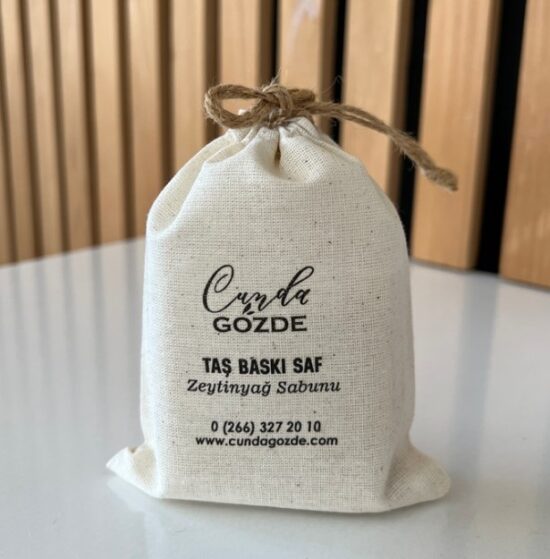 Cunda
GÖZDE
TAŞ BASKI SAF
Zeytinyağ Sabunu
0 (266) 327 20 10
www.cundagozde.com